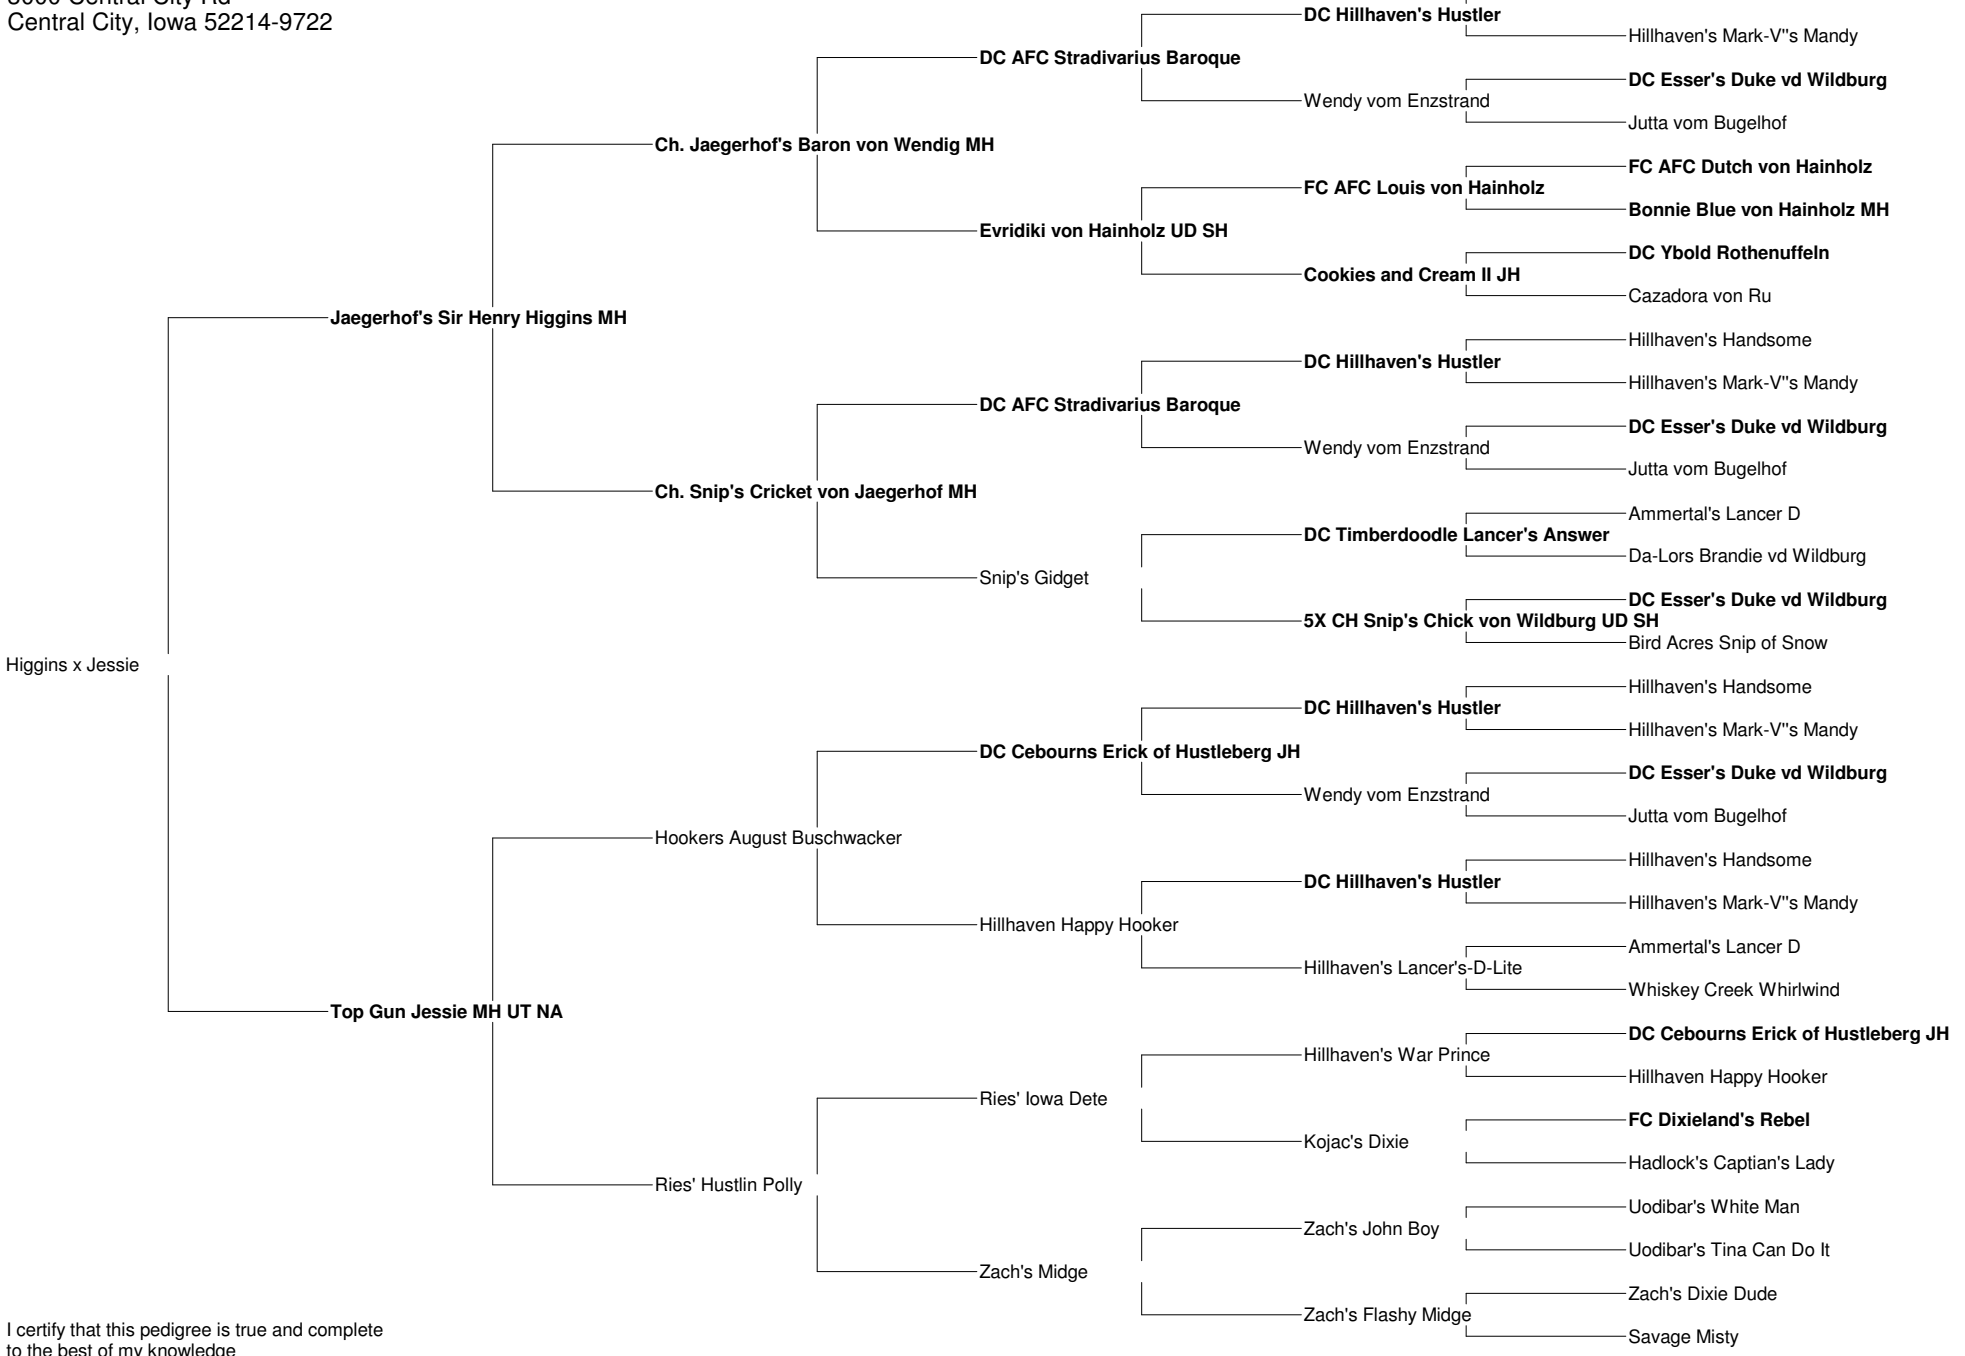 Central City, Iowa 52214-9722
DC Hillhaven's Hustler
Hillhaven's Mark-V"s Mandy
DC AFC Stradivarius Baroque
DC Esser's Duke vd Wildburg
Wendy vom Enzstrand
Jutta vom Bugelhof
Ch. Jaegerhof's Baron von Wendig MH
FC AFC Dutch von Hainholz
FC AFC Louis von Hainholz
Bonnie Blue von Hainholz MH
Evridiki von Hainholz UD SH
DC Ybold Rothenuffeln
Cookies and Cream II JH
Cazadora von Ru
Jaegerhof's Sir Henry Higgins MH
Hillhaven's Handsome
DC Hillhaven's Hustler
Hillhaven's Mark-V"s Mandy
DC AFC Stradivarius Baroque
DC Esser's Duke vd Wildburg
Wendy vom Enzstrand
Jutta vom Bugelhof
Ch. Snip's Cricket von Jaegerhof MH
Ammertal's Lancer D
DC Timberdoodle Lancer's Answer
Da-Lors Brandie vd Wildburg
Snip's Gidget
DC Esser's Duke vd Wildburg
5X CH Snip's Chick von Wildburg UD SH
Bird Acres Snip of Snow
Higgins x Jessie
Hillhaven's Handsome
DC Hillhaven's Hustler
Hillhaven's Mark-V"s Mandy
DC Cebourns Erick of Hustleberg JH
DC Esser's Duke vd Wildburg
Wendy vom Enzstrand
Jutta vom Bugelhof
Hookers August Buschwacker
Hillhaven's Handsome
DC Hillhaven's Hustler
Hillhaven's Mark-V"s Mandy
Hillhaven Happy Hooker
Ammertal's Lancer D
Hillhaven's Lancer's-D-Lite
Whiskey Creek Whirlwind
Top Gun Jessie MH UT NA
DC Cebourns Erick of Hustleberg JH
Hillhaven's War Prince
Hillhaven Happy Hooker
Ries' Iowa Dete
FC Dixieland's Rebel
Kojac's Dixie
Hadlock's Captian's Lady
Ries' Hustlin Polly
Uodibar's White Man
Zach's John Boy
Uodibar's Tina Can Do It
Zach's Midge
Zach's Dixie Dude
Zach's Flashy Midge
Savage Misty
I certify that this pedigree is true and complete
to the best of my knowledge